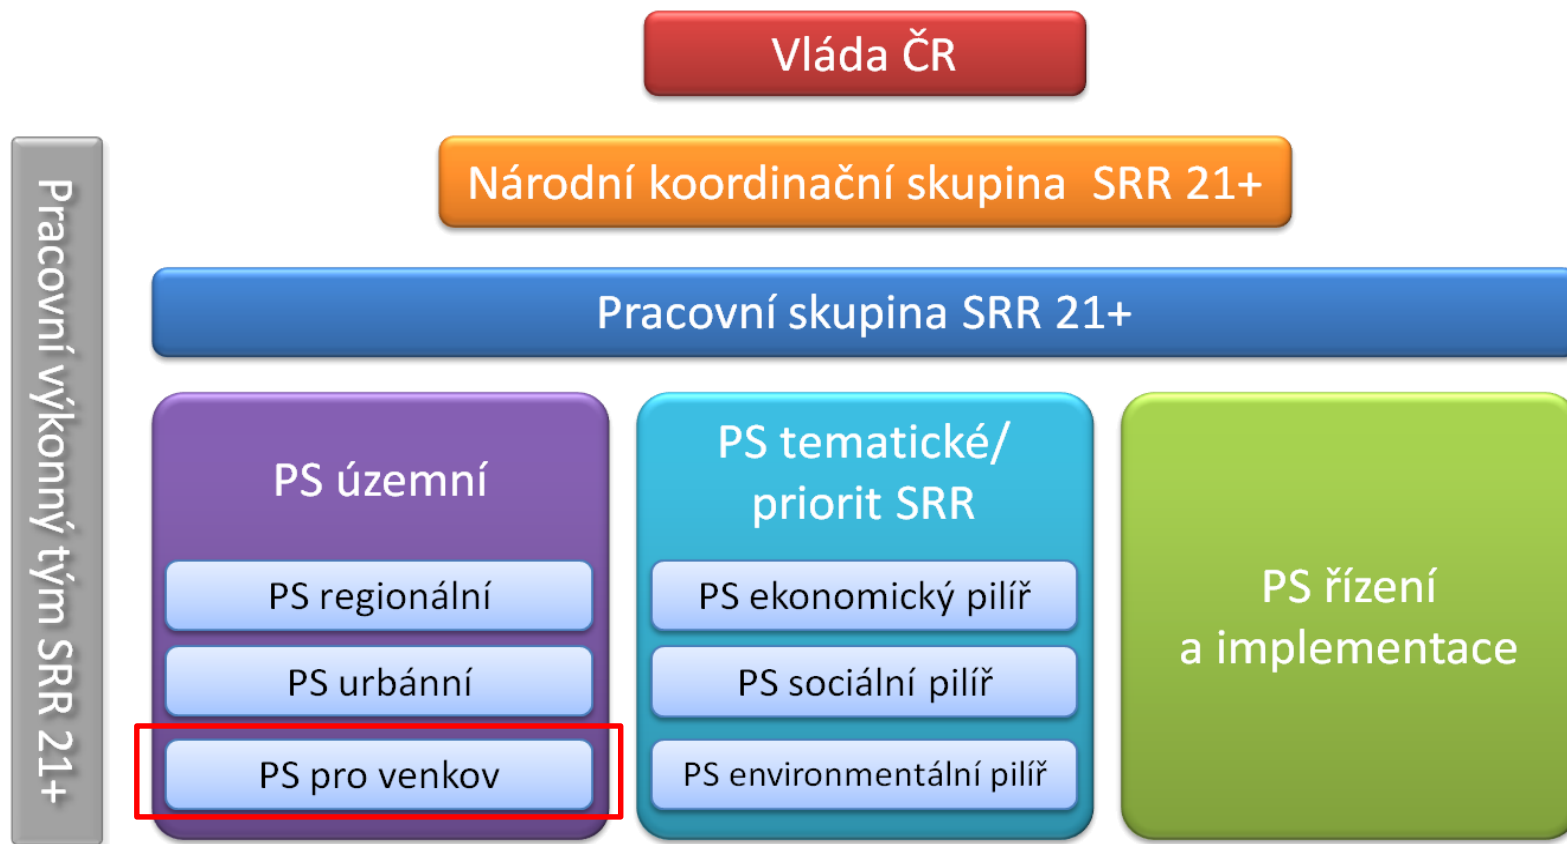 Vláda ČR
Národní koordinační skupina SRR 21+
Pracovní skupina SRR 21+
Pracovní výkonný tým SRR 21+
PS územní
PS regionální
PS urbánní
PS pro venkov
PS tematické/
priorit SRR
PS ekonomický pilíř
PS sociální pilíř
PS environmentální pilíř
PS řízení
a implementace